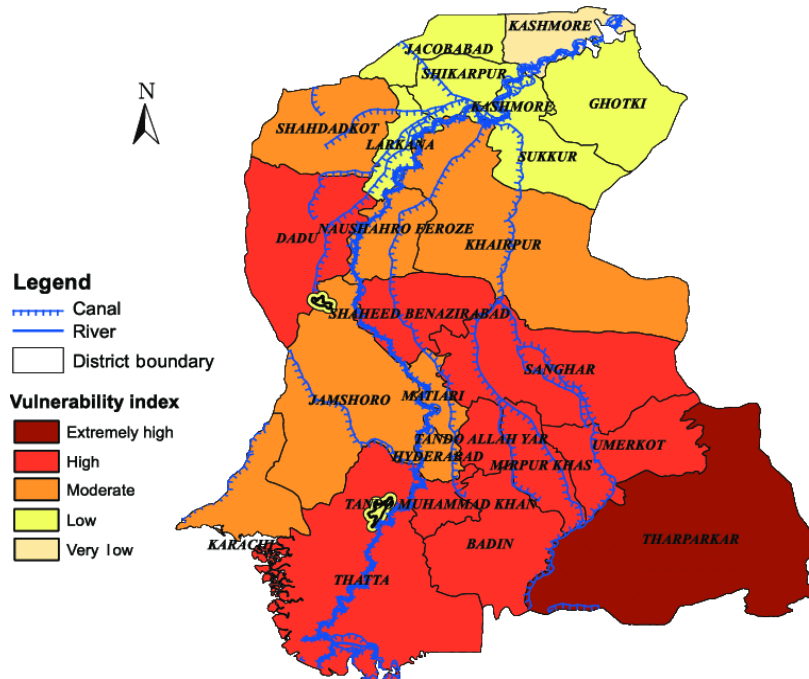 KASHMORE
JACOBABAD
SHIKARPUR
N
KASHMORE
GHOTKI
SHAHDADKOT
LARKANA
SUKKUR
NAUSHAHRO FEROZE
DADU
KHAIRPUR
Legend
Canal
River
District boundary
SHAHEED BENAZIRABAD
SANGHAR
Vulnerability index
Extremely high
High
Moderate
Low
Very low
JAMSHORO
MATIARI
TANDO ALLAH YAR
UMERKOT
HYDERABAD
MIRPUR KHAS
TANDO MUHAMMAD KHAN
KARACHI
BADIN
THARPARKAR
THATTA